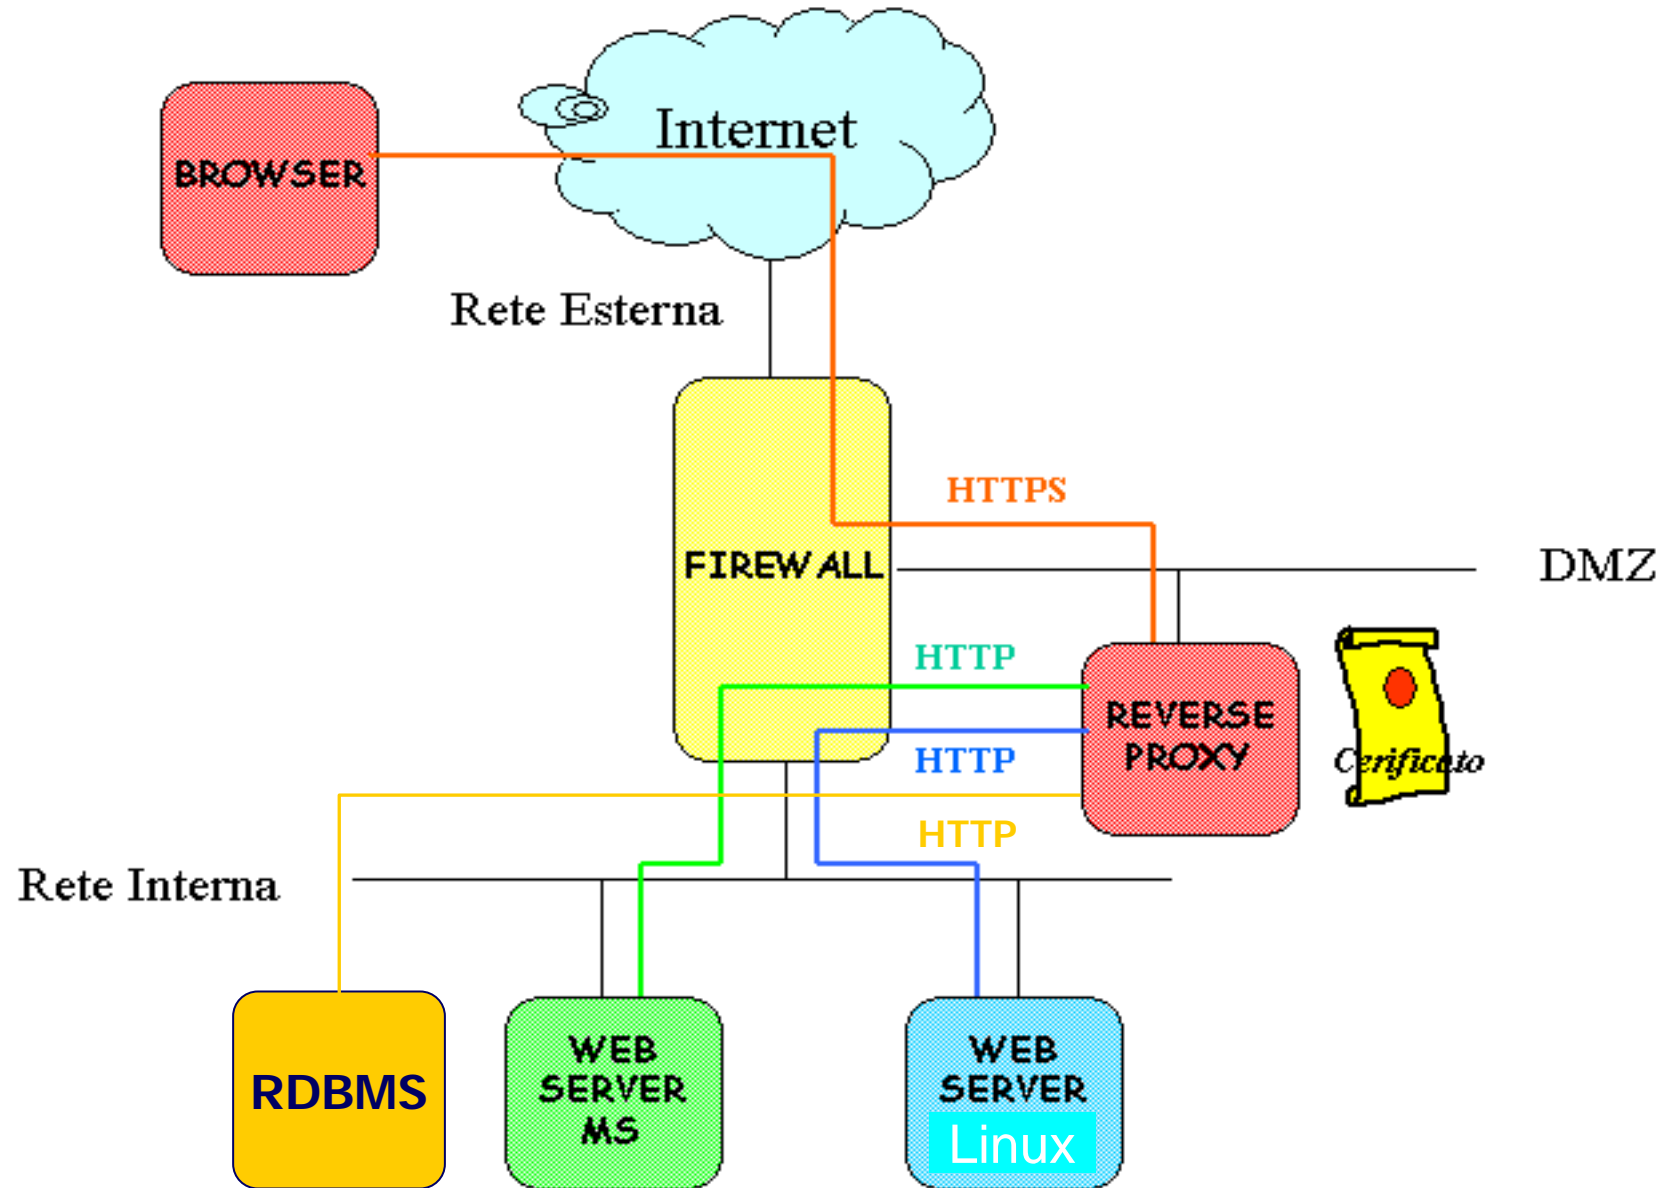 Internet
BROWSER
Rete Esterna
HTTPS
FIREWALL
DMZ
HTTP
REVERSE
PROXY
Cerificato
HTTP
HTTP
Rete Interna
RDBMS
WEB
SERVER
MS
WEB
SERVER
Linux